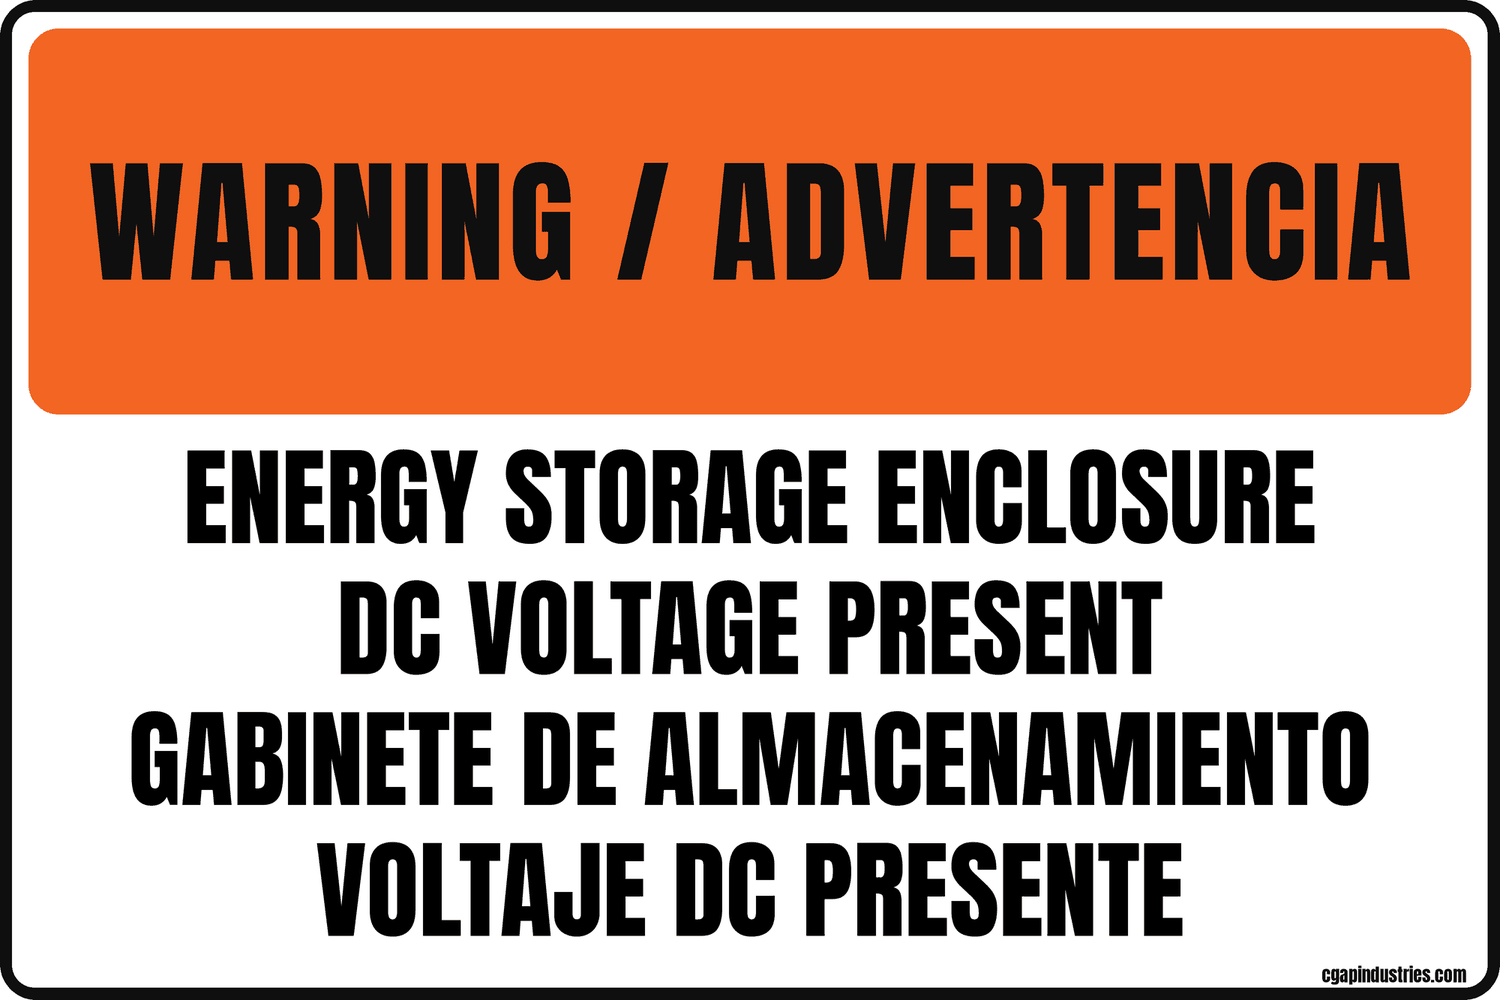 WARNING / ADVERTENCIA
ENERGY STORAGE ENCLOSURE
DC VOLTAGE PRESENT
GABINETE DE ALMACENAMIENTO
VOLTAJE DC PRESENTE
cgapindustries.com